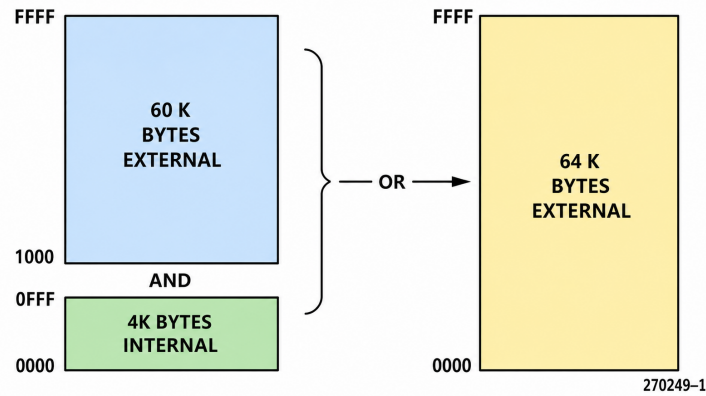 FFFF
60 K
BYTES
EXTERNAL
1000
AND
0FFF
4K BYTES
INTERNAL
0000
OR
FFFF
64 K
BYTES
EXTERNAL
0000
270249–1